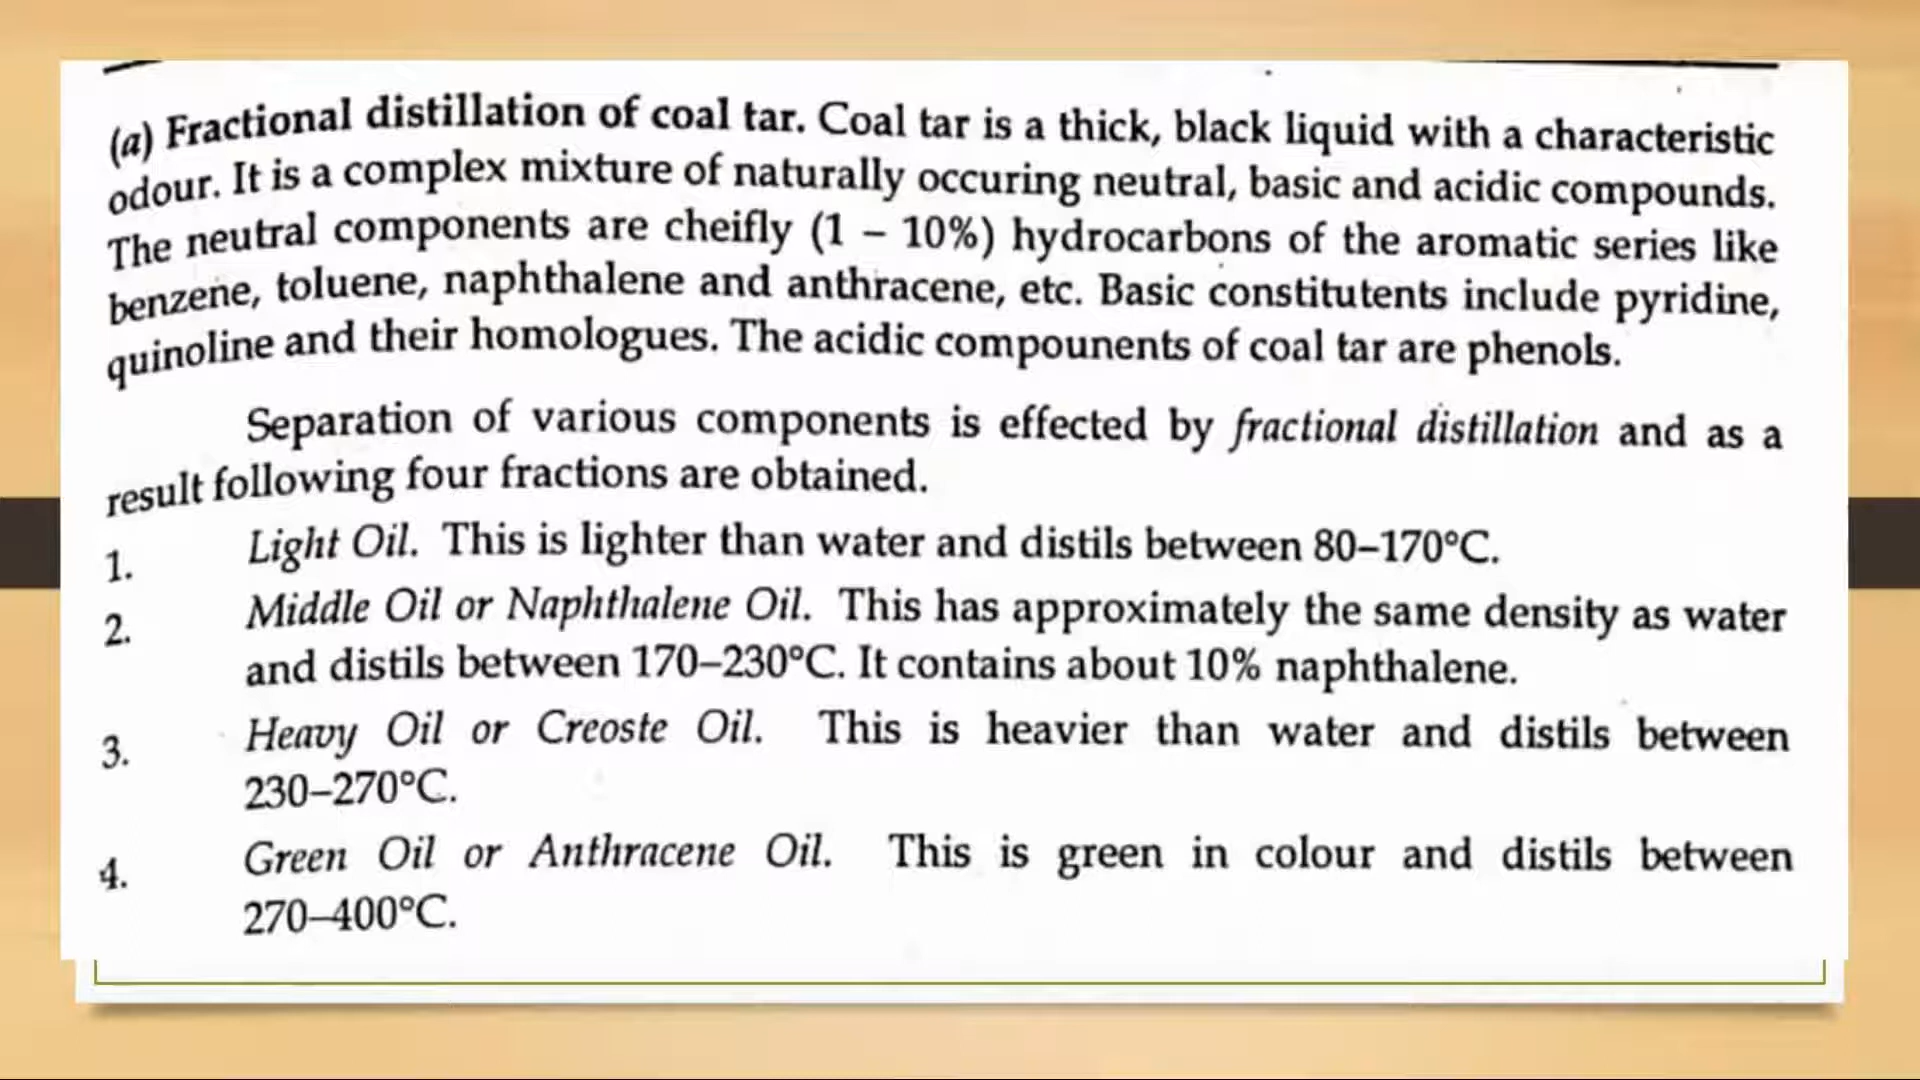 (a) Fractional distillation of coal tar. Coal tar is a thick, black liquid with a characteristic
odour. It is a complex mixture of naturally occuring neutral, basic and acidic compounds.
The neutral components are cheifly (1 – 10%) hydrocarbons of the aromatic series like
benzene, toluene, naphthalene and anthracene, etc. Basic constitutents include pyridine,
quinoline and their homologues. The acidic compounents of coal tar are phenols.
Separation of various components is effected by fractional distillation and as a
result following four fractions are obtained.
1. Light Oil. This is lighter than water and distils between 80–170°C.
2. Middle Oil or Naphthalene Oil. This has approximately the same density as water
and distils between 170–230°C. It contains about 10% naphthalene.
3. Heavy Oil or Creoste Oil. This is heavier than water and distils between
230–270°C.
4. Green Oil or Anthracene Oil. This is green in colour and distils between
270–400°C.